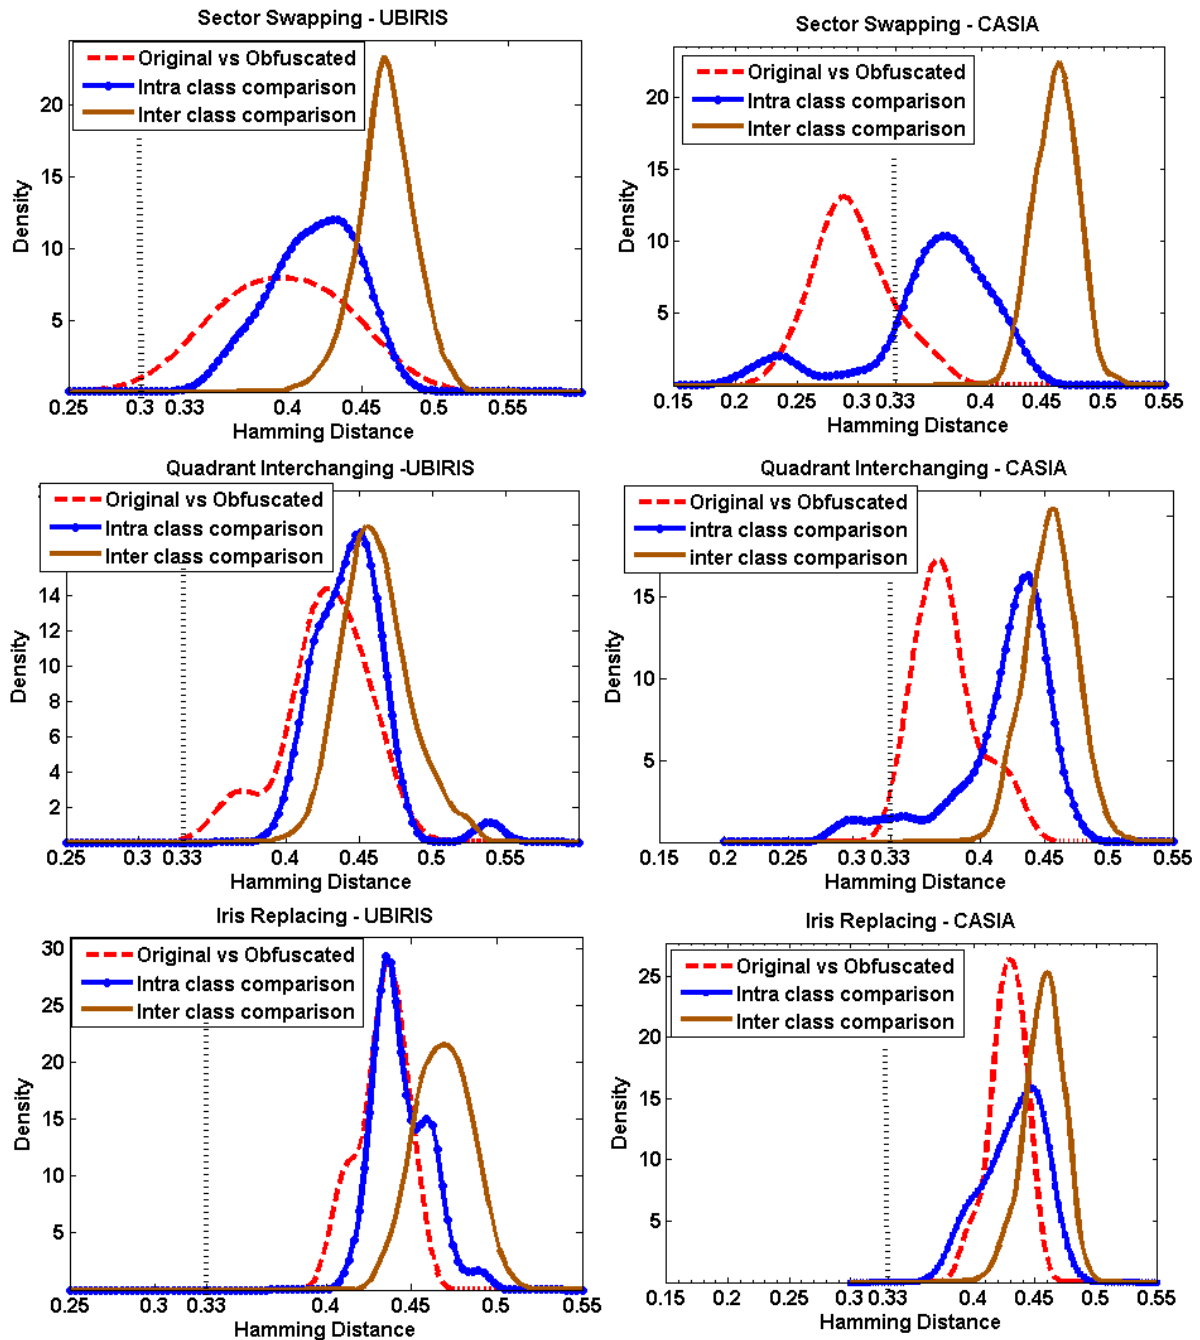 Sector Swapping - UBIRIS
Original vs Obfuscated
Intra class comparison
Inter class comparison
20
15
10
5
Density
0.25 0.3 0.33 0.4 0.45 0.5 0.55
Hamming Distance
Sector Swapping - CASIA
Original vs Obfuscated
Intra class comparison
Inter class comparison
20
15
10
5
Density
0.15 0.2 0.25 0.3 0.33 0.4 0.45 0.5 0.55
Hamming Distance
Quadrant Interchanging -UBIRIS
Original vs Obfuscated
Intra class comparison
Inter class comparison
14
12
10
8
6
4
2
Density
0.25 0.3 0.33 0.4 0.45 0.5 0.55
Hamming Distance
Quadrant Interchanging - CASIA
Original vs Obfuscated
intra class comparison
inter class comparison
15
10
5
Density
0.15 0.2 0.25 0.3 0.33 0.4 0.45 0.5 0.55
Hamming Distance
Iris Replacing - UBIRIS
Original vs Obfuscated
Intra class comparison
Inter class comparison
30
25
20
15
10
5
Density
0.25 0.3 0.33 0.4 0.45 0.5 0.55
Hamming Distance
Iris Replacing - CASIA
Original vs Obfuscated
Intra class comparison
Inter class comparison
25
20
15
10
5
Density
0.15 0.2 0.25 0.3 0.33 0.4 0.45 0.5 0.55
Hamming Distance